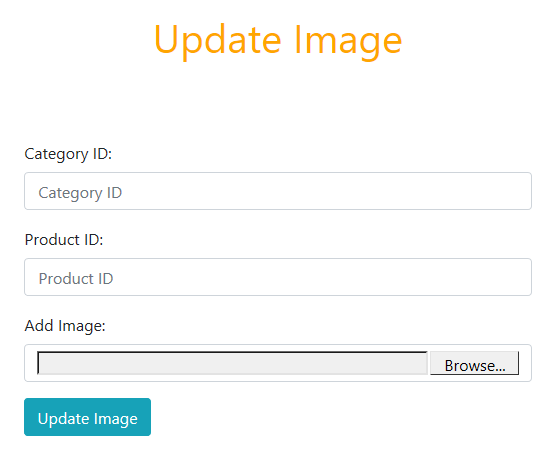 Update Image
Category ID:
Category ID
Product ID:
Product ID
Add Image:
Browse...
Update Image